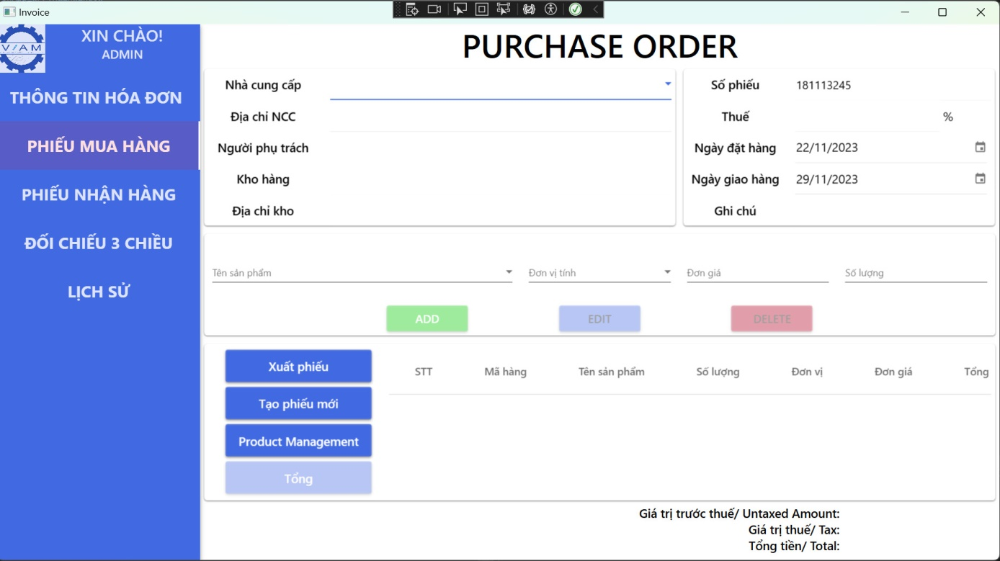 Invoice
VIAM
XIN CHÀO!
ADMIN
THÔNG TIN HÓA ĐƠN
PHIẾU MUA HÀNG
PHIẾU NHẬN HÀNG
ĐỐI CHIẾU 3 CHIỀU
LỊCH SỬ
PURCHASE ORDER
Nhà cung cấp
Địa chỉ NCC
Người phụ trách
Kho hàng
Địa chỉ kho
Số phiếu 181113245
Thuế %
Ngày đặt hàng 22/11/2023
Ngày giao hàng 29/11/2023
Ghi chú
Tên sản phẩm Đơn vị tính Đơn giá Số lượng
ADD EDIT DELETE
Xuất phiếu
Tạo phiếu mới
Product Management
Tổng
STT Mã hàng Tên sản phẩm Số lượng Đơn vị Đơn giá Tổng
Giá trị trước thuế/ Untaxed Amount:
Giá trị thuế/ Tax:
Tổng tiền/ Total: